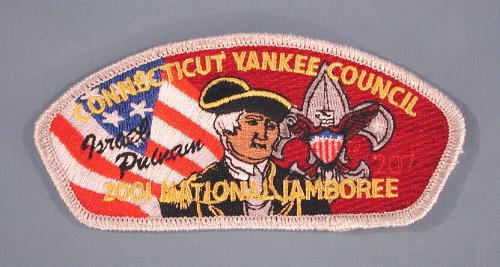 CONNECTICUT YANKEE COUNCIL
Israel
Putnam
2001 NATIONAL JAMBOREE